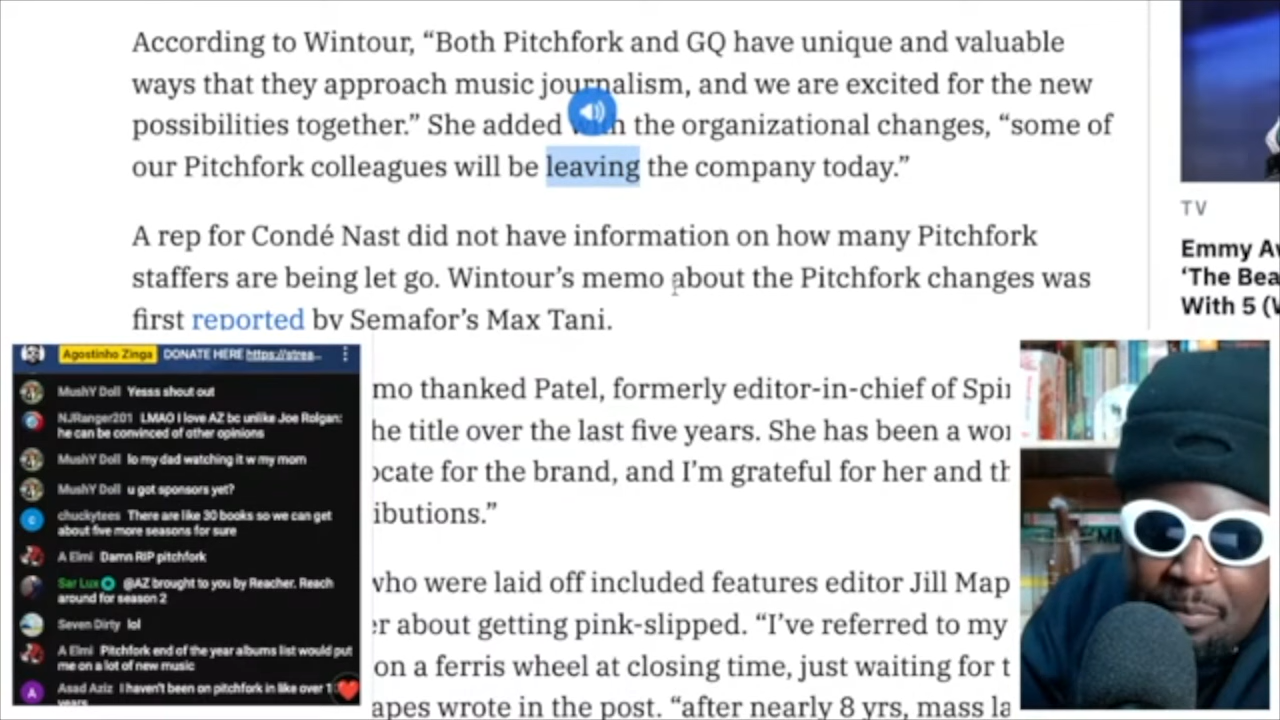 According to Wintour, “Both Pitchfork and GQ have unique and valuable
ways that they approach music journalism, and we are excited for the new
possibilities together.” She added with the organizational changes, “some of
our Pitchfork colleagues will be leaving the company today.”
A rep for Condé Nast did not have information on how many Pitchfork
staffers are being let go. Wintour’s memo about the Pitchfork changes was
first reported by Semafor’s Max Tani.
mo thanked Patel, formerly editor-in-chief of Spin
he title over the last five years. She has been a wor
ocate for the brand, and I’m grateful for her and th
ibutions.”
who were laid off included features editor Jill Map
er about getting pink-slipped. “I’ve referred to my
on a ferris wheel at closing time, just waiting for t
apes wrote in the post. “after nearly 8 yrs, mass la
TV
Emmy Aw
‘The Bea
With 5 (W
Agostinho Zinga DONATE HERE https://strea...
MushY Doll Yesss shout out
NJRanger201 LMAO I love AZ bc unlike Joe Rolgan:
he can be convinced of other opinions
MushY Doll lo my dad watching it w my mom
MushY Doll u got sponsors yet?
chuckytees There are like 30 books so we can get
about five more seasons for sure
A Elmi Damn RIP pitchfork
Sar Lux @AZ brought to you by Reacher. Reach
around for season 2
Seven Dirty lol
A Elmi Pitchfork end of the year albums list would put
me on a lot of new music
Asad Aziz I haven't been on pitchfork in like over 1
years